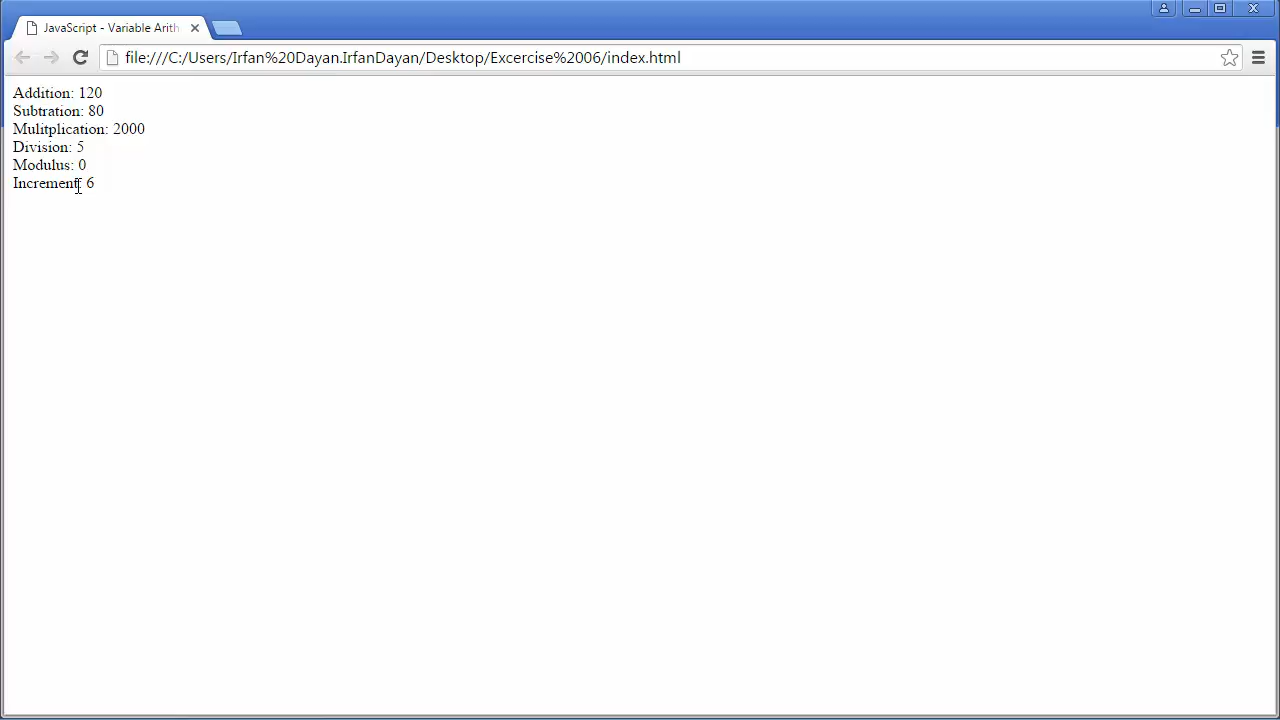 JavaScript - Variable Arith
file:///C:/Users/Irfan%20Dayan.IrfanDayan/Desktop/Excercise%2006/index.html
Addition: 120
Subtration: 80
Mulitplication: 2000
Division: 5
Modulus: 0
Increment: 6